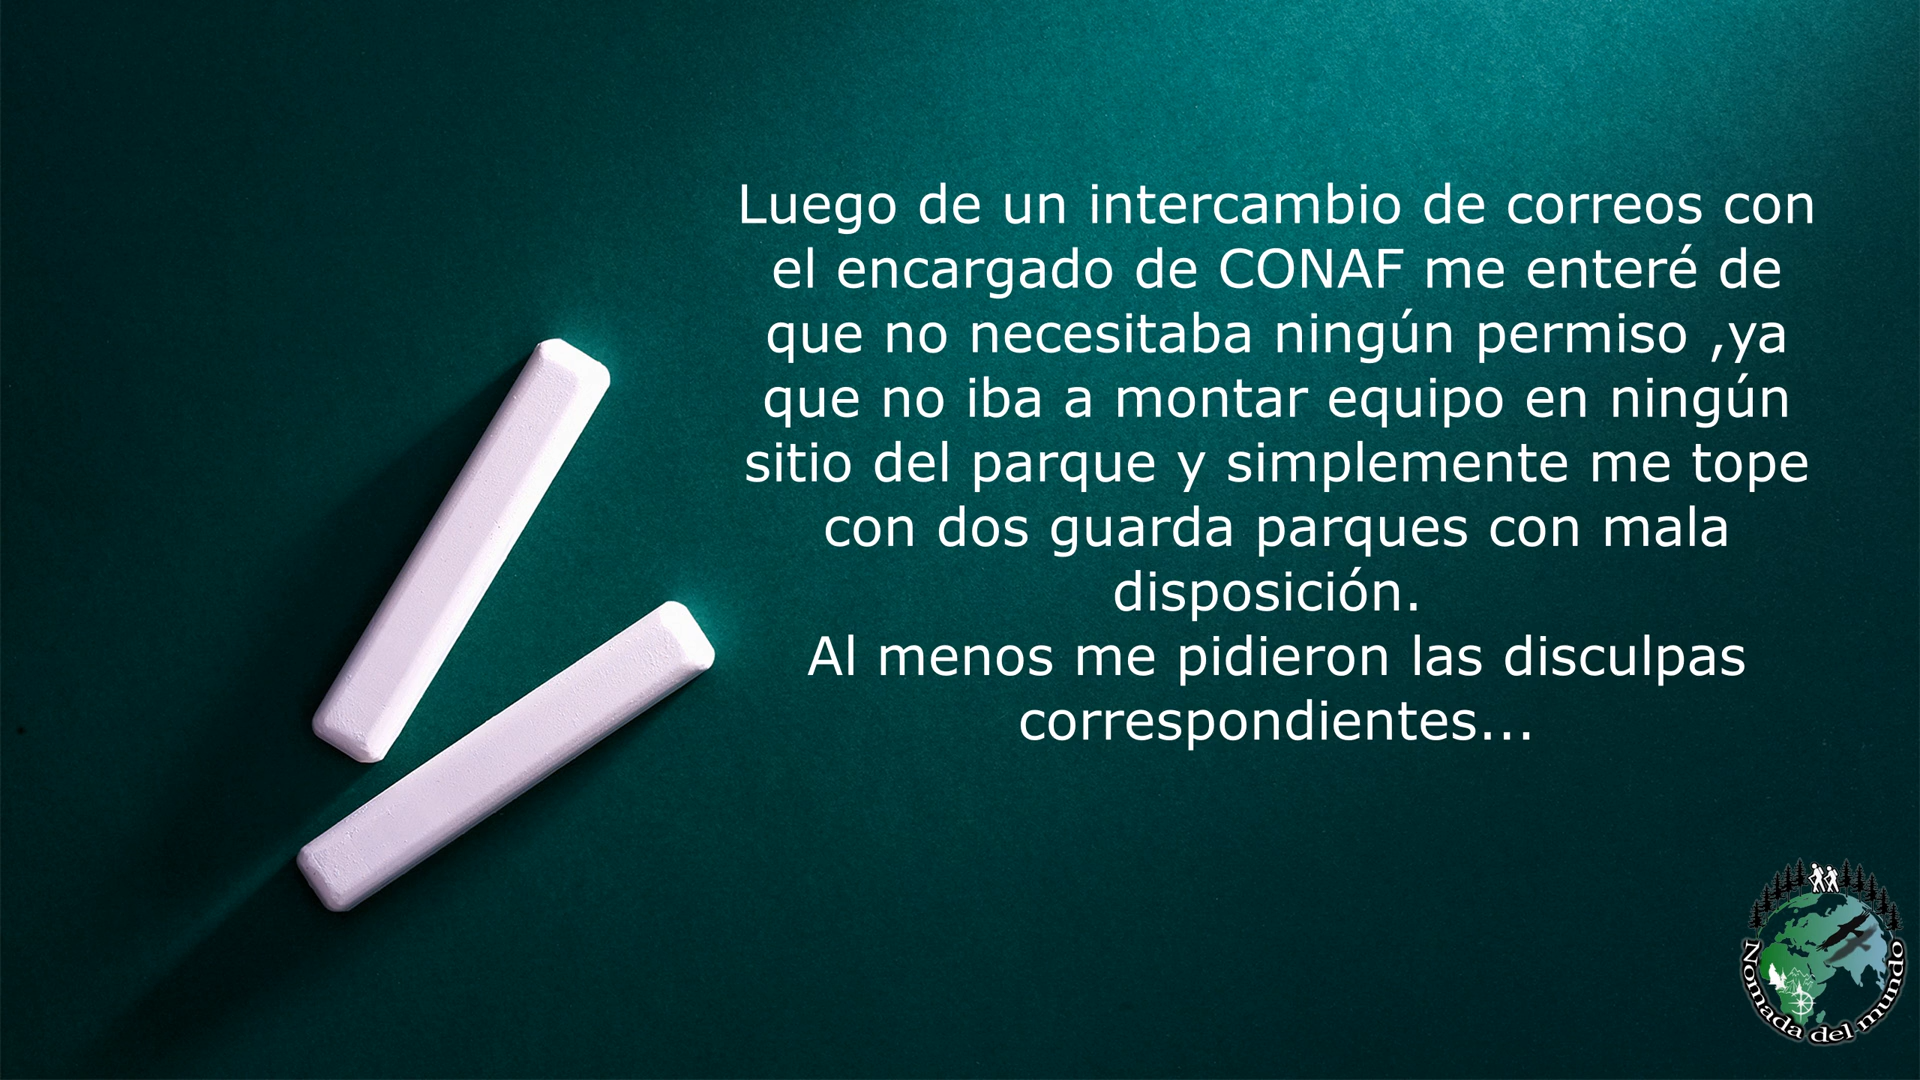 Luego de un intercambio de correos con
el encargado de CONAF me enteré de
que no necesitaba ningún permiso ,ya
que no iba a montar equipo en ningún
sitio del parque y simplemente me tope
con dos guarda parques con mala
disposición.
Al menos me pidieron las disculpas
correspondientes...
Nomada del mundo